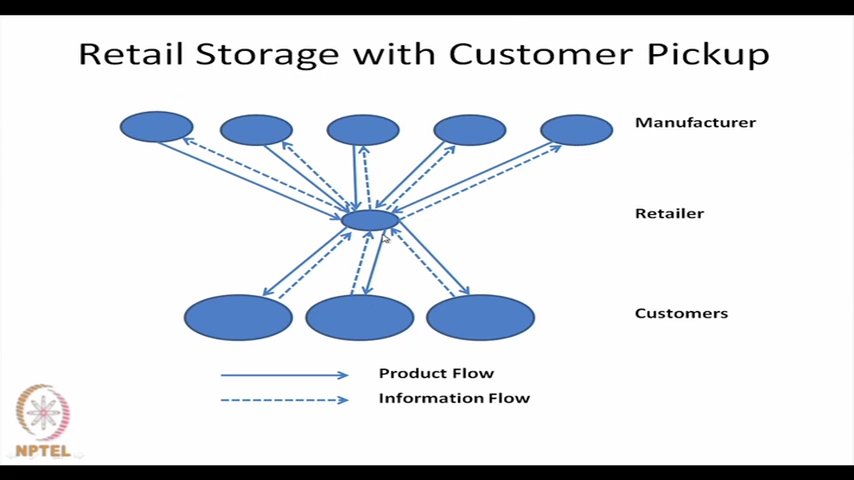 Retail Storage with Customer Pickup
Manufacturer
Retailer
Customers
Product Flow
Information Flow
NPTEL